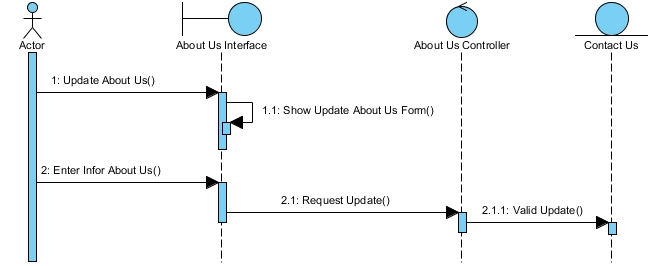 Actor
About Us Interface
About Us Controller
Contact Us
1: Update About Us()
1.1: Show Update About Us Form()
2: Enter Infor About Us()
2.1: Request Update()
2.1.1: Valid Update()